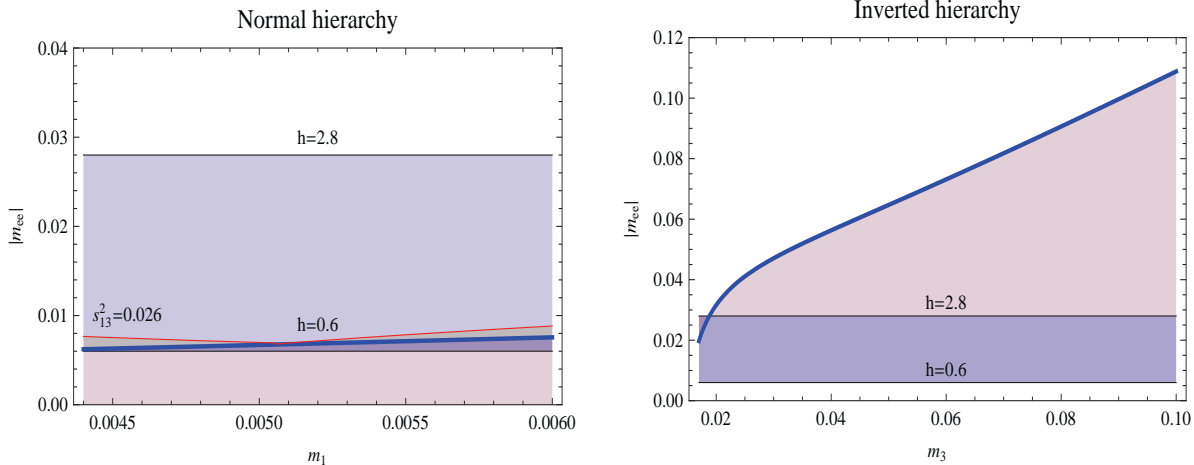 Normal hierarchy
0.04
0.03
0.02
0.01
0.00
|m_ee|
h=2.8
s²₁₃=0.026
h=0.6
0.0045 0.0050 0.0055 0.0060
m₁
Inverted hierarchy
0.12
0.10
0.08
0.06
0.04
0.02
0.00
|m_ee|
h=2.8
h=0.6
0.02 0.04 0.06 0.08 0.10
m₃